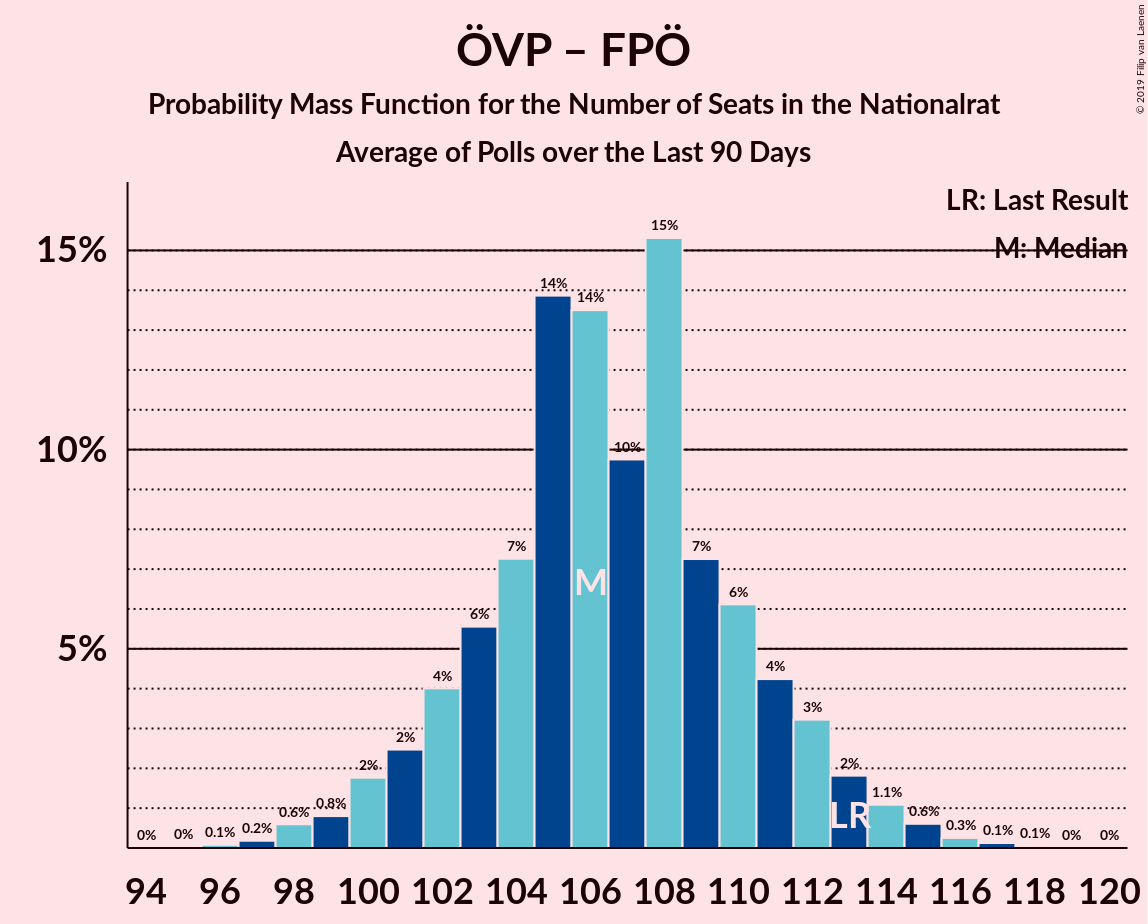 ÖVP – FPÖ
Probability Mass Function for the Number of Seats in the Nationalrat
Average of Polls over the Last 90 Days
© 2019 Filip van Laenen
LR: Last Result
M: Median
15%
10%
5%
0% 0% 0.1% 0.2% 0.6% 0.8% 2% 2% 4% 6% 7% 14% 14% 10% 15% 7% 6% 4% 3% 2% 1.1% 0.6% 0.3% 0.1% 0.1% 0% 0%
M
LR
94 96 98 100 102 104 106 108 110 112 114 116 118 120